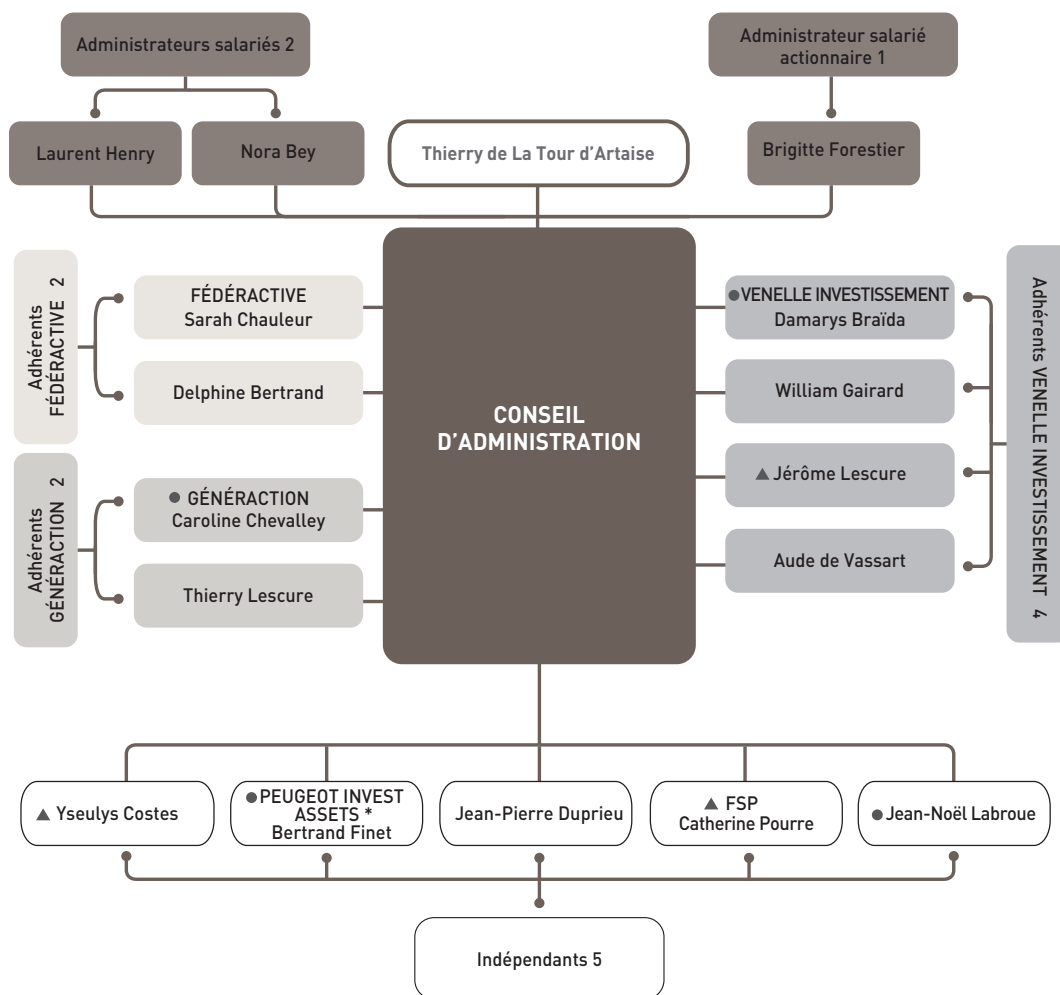 Administrateurs salariés 2
Administrateur salarié
actionnaire 1
Laurent Henry
Nora Bey
Thierry de La Tour d’Artaise
Brigitte Forestier
Adhérents
FÉDÉRACTIVE 2
FÉDÉRACTIVE
Sarah Chauleur
Delphine Bertrand
Adhérents
GÉNÉRACTION 2
● GÉNÉRACTION
Caroline Chevalley
Thierry Lescure
CONSEIL
D’ADMINISTRATION
● VENELLE INVESTISSEMENT
Damarys Braïda
William Gairard
▲ Jérôme Lescure
Aude de Vassart
Adhérents VENELLE INVESTISSEMENT 4
▲ Yseulys Costes
● PEUGEOT INVEST
ASSETS *
Bertrand Finet
Jean-Pierre Duprieu
▲ FSP
Catherine Pourre
● Jean-Noël Labroue
Indépendants 5